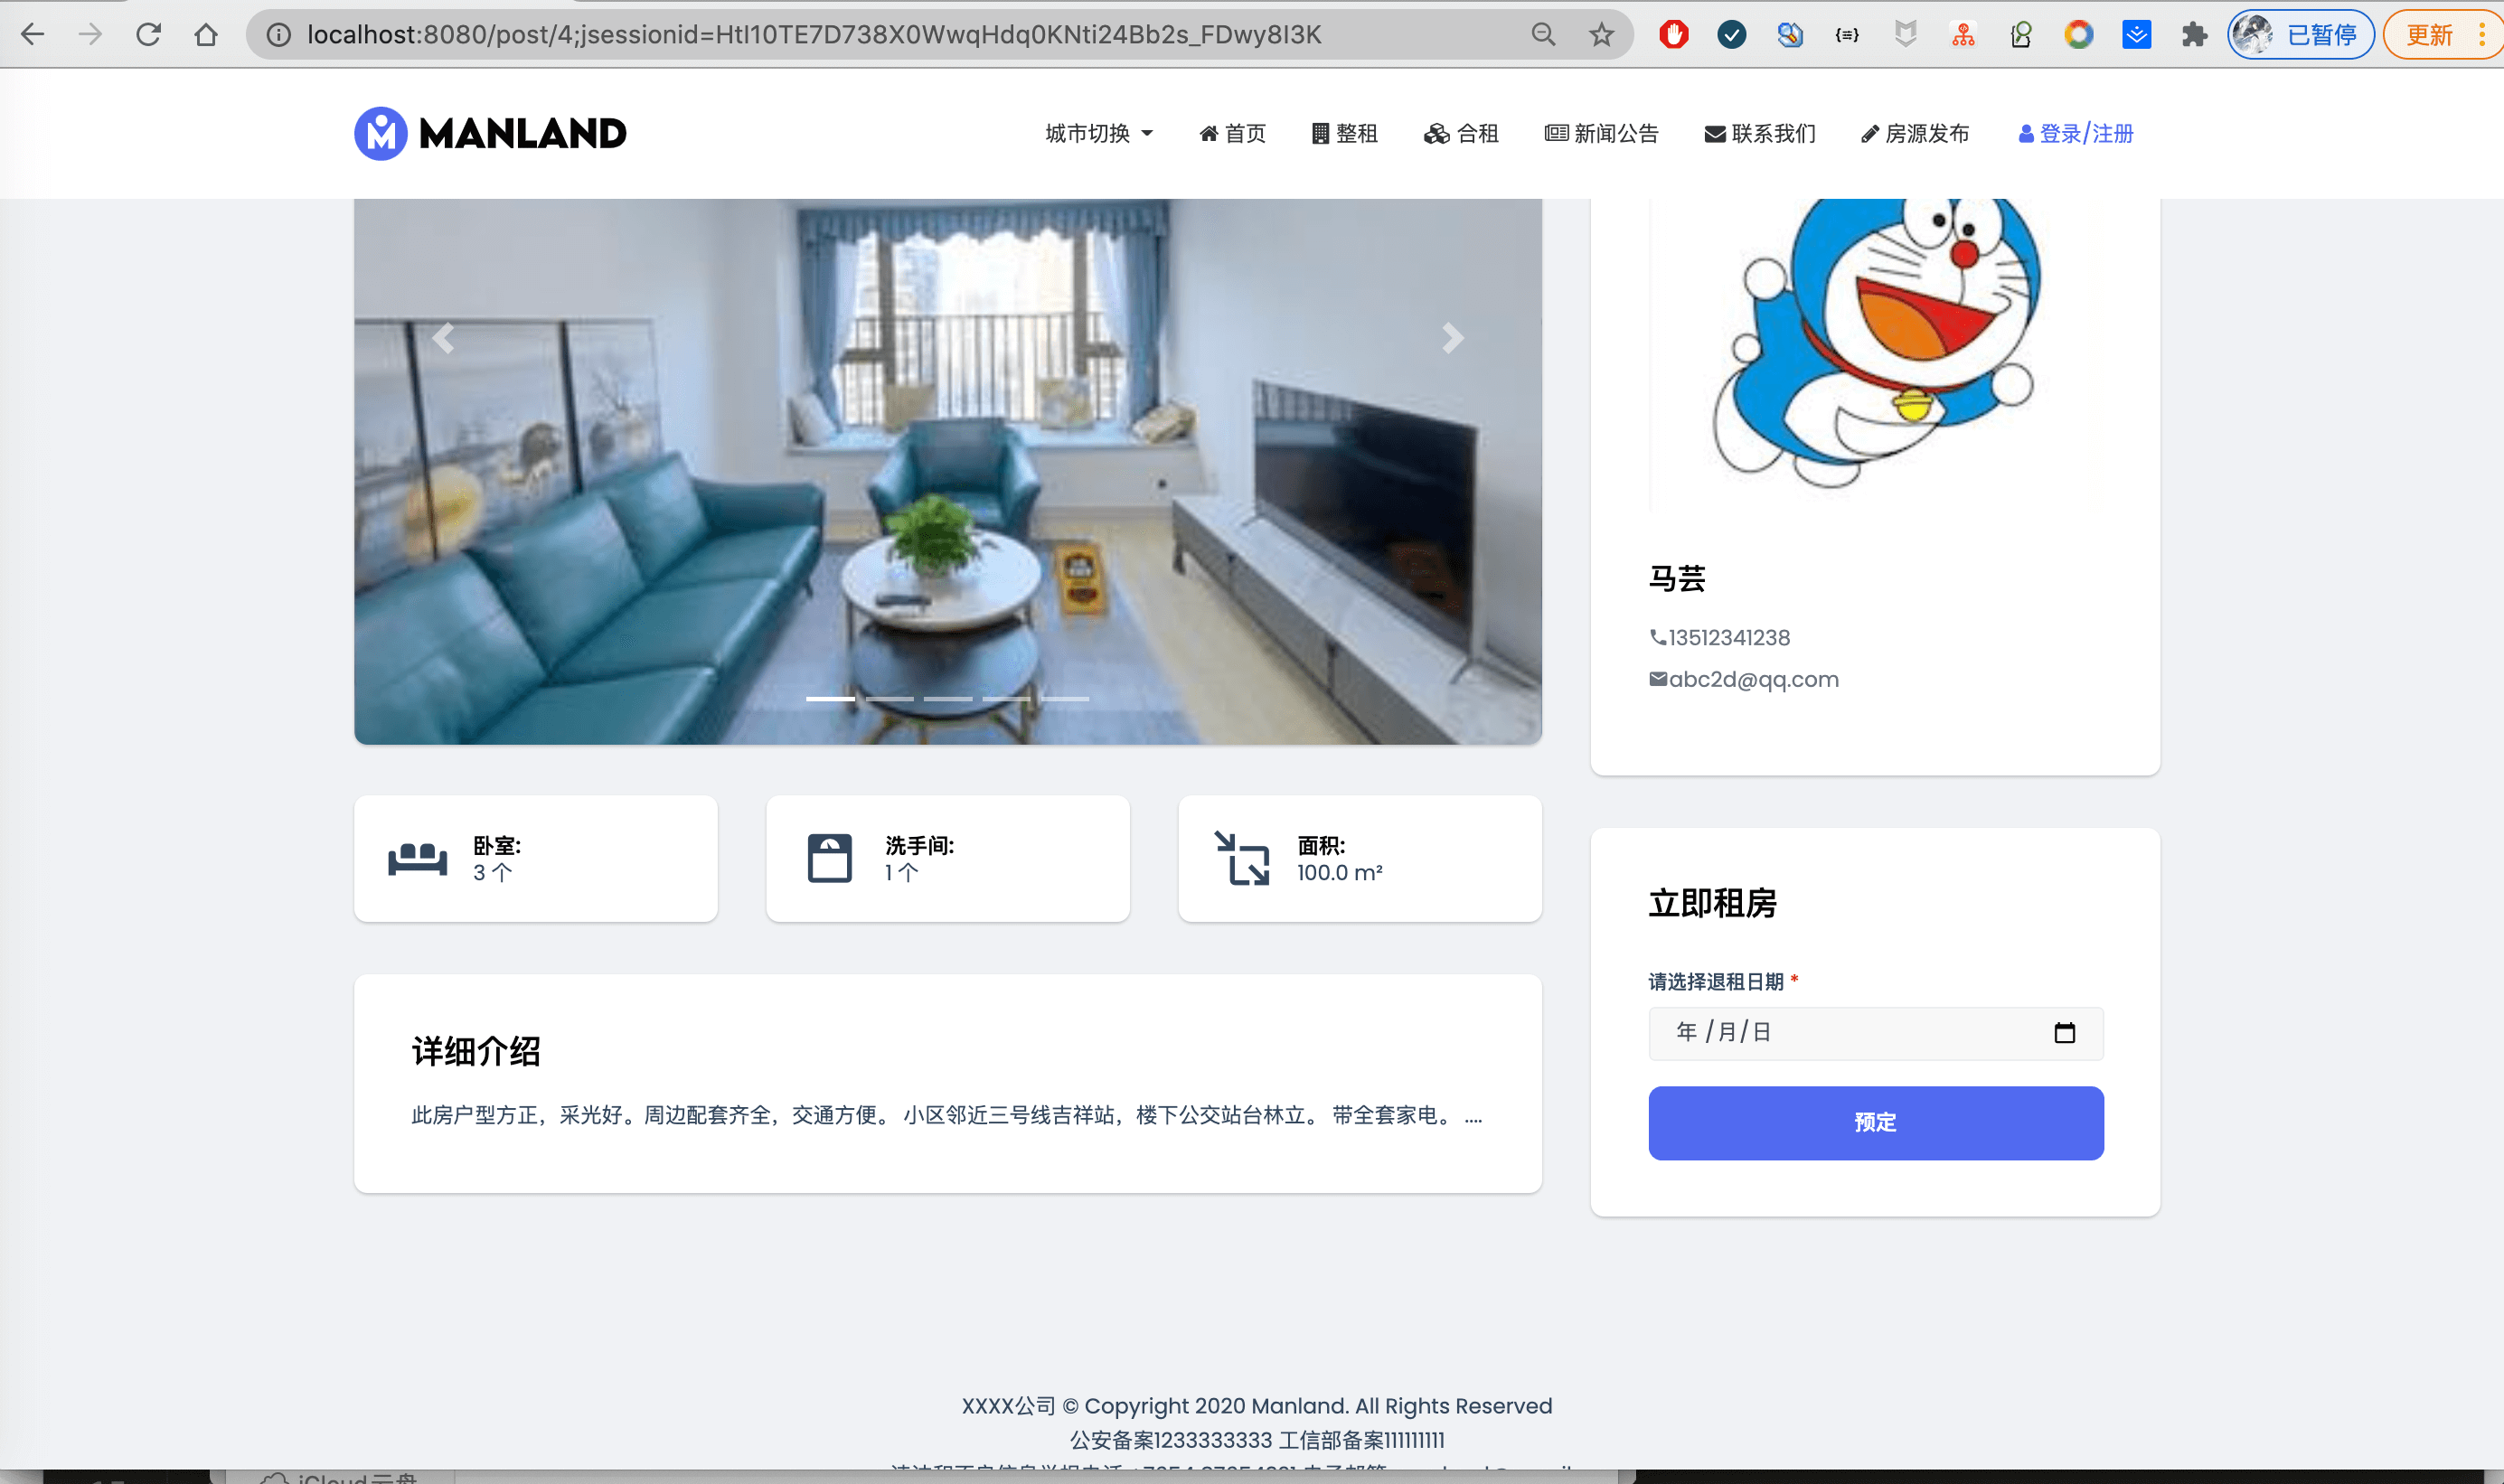 localhost:8080/post/4;jsessionid=HtI10TE7D738X0WwqHdq0KNti24Bb2s_FDwy8I3K
已暂停
更新
MANLAND
城市切换
首页
整租
合租
新闻公告
联系我们
房源发布
登录/注册
马芸
13512341238
abc2d@qq.com
卧室:
3 个
洗手间:
1 个
面积:
100.0 m²
立即租房
请选择退租日期 *
年 /月/日
预定
详细介绍
此房户型方正，采光好。周边配套齐全，交通方便。 小区邻近三号线吉祥站，楼下公交站台林立。 带全套家电。 ....
XXXX公司 © Copyright 2020 Manland. All Rights Reserved
公安备案1233333333 工信部备案111111111
iCloud 云盘